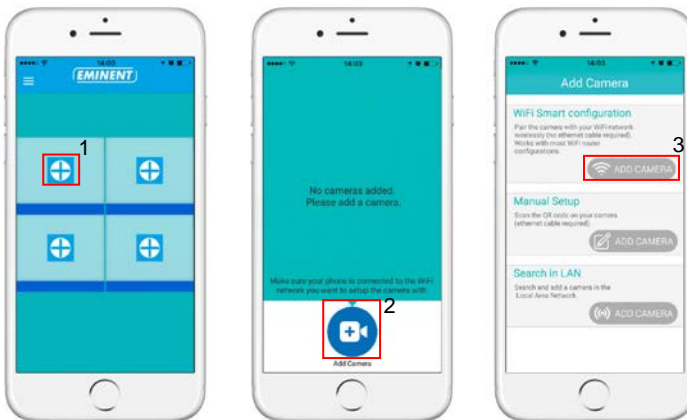 14:03
EMINENT
1
14:03
No cameras added.
Please add a camera.
Make sure your phone is connected to the WiFi
network you want to setup the camera with.
2
Add Camera
14:03
Add Camera
WiFi Smart configuration
Pair the camera with your WiFi network
wirelessly (no ethernet cable required).
Works with most WiFi router
configurations.
3
ADD CAMERA
Manual Setup
Scan the QR code on your camera
(ethernet cable required)
ADD CAMERA
Search in LAN
Search and add a camera in the
Local Area Network.
ADD CAMERA